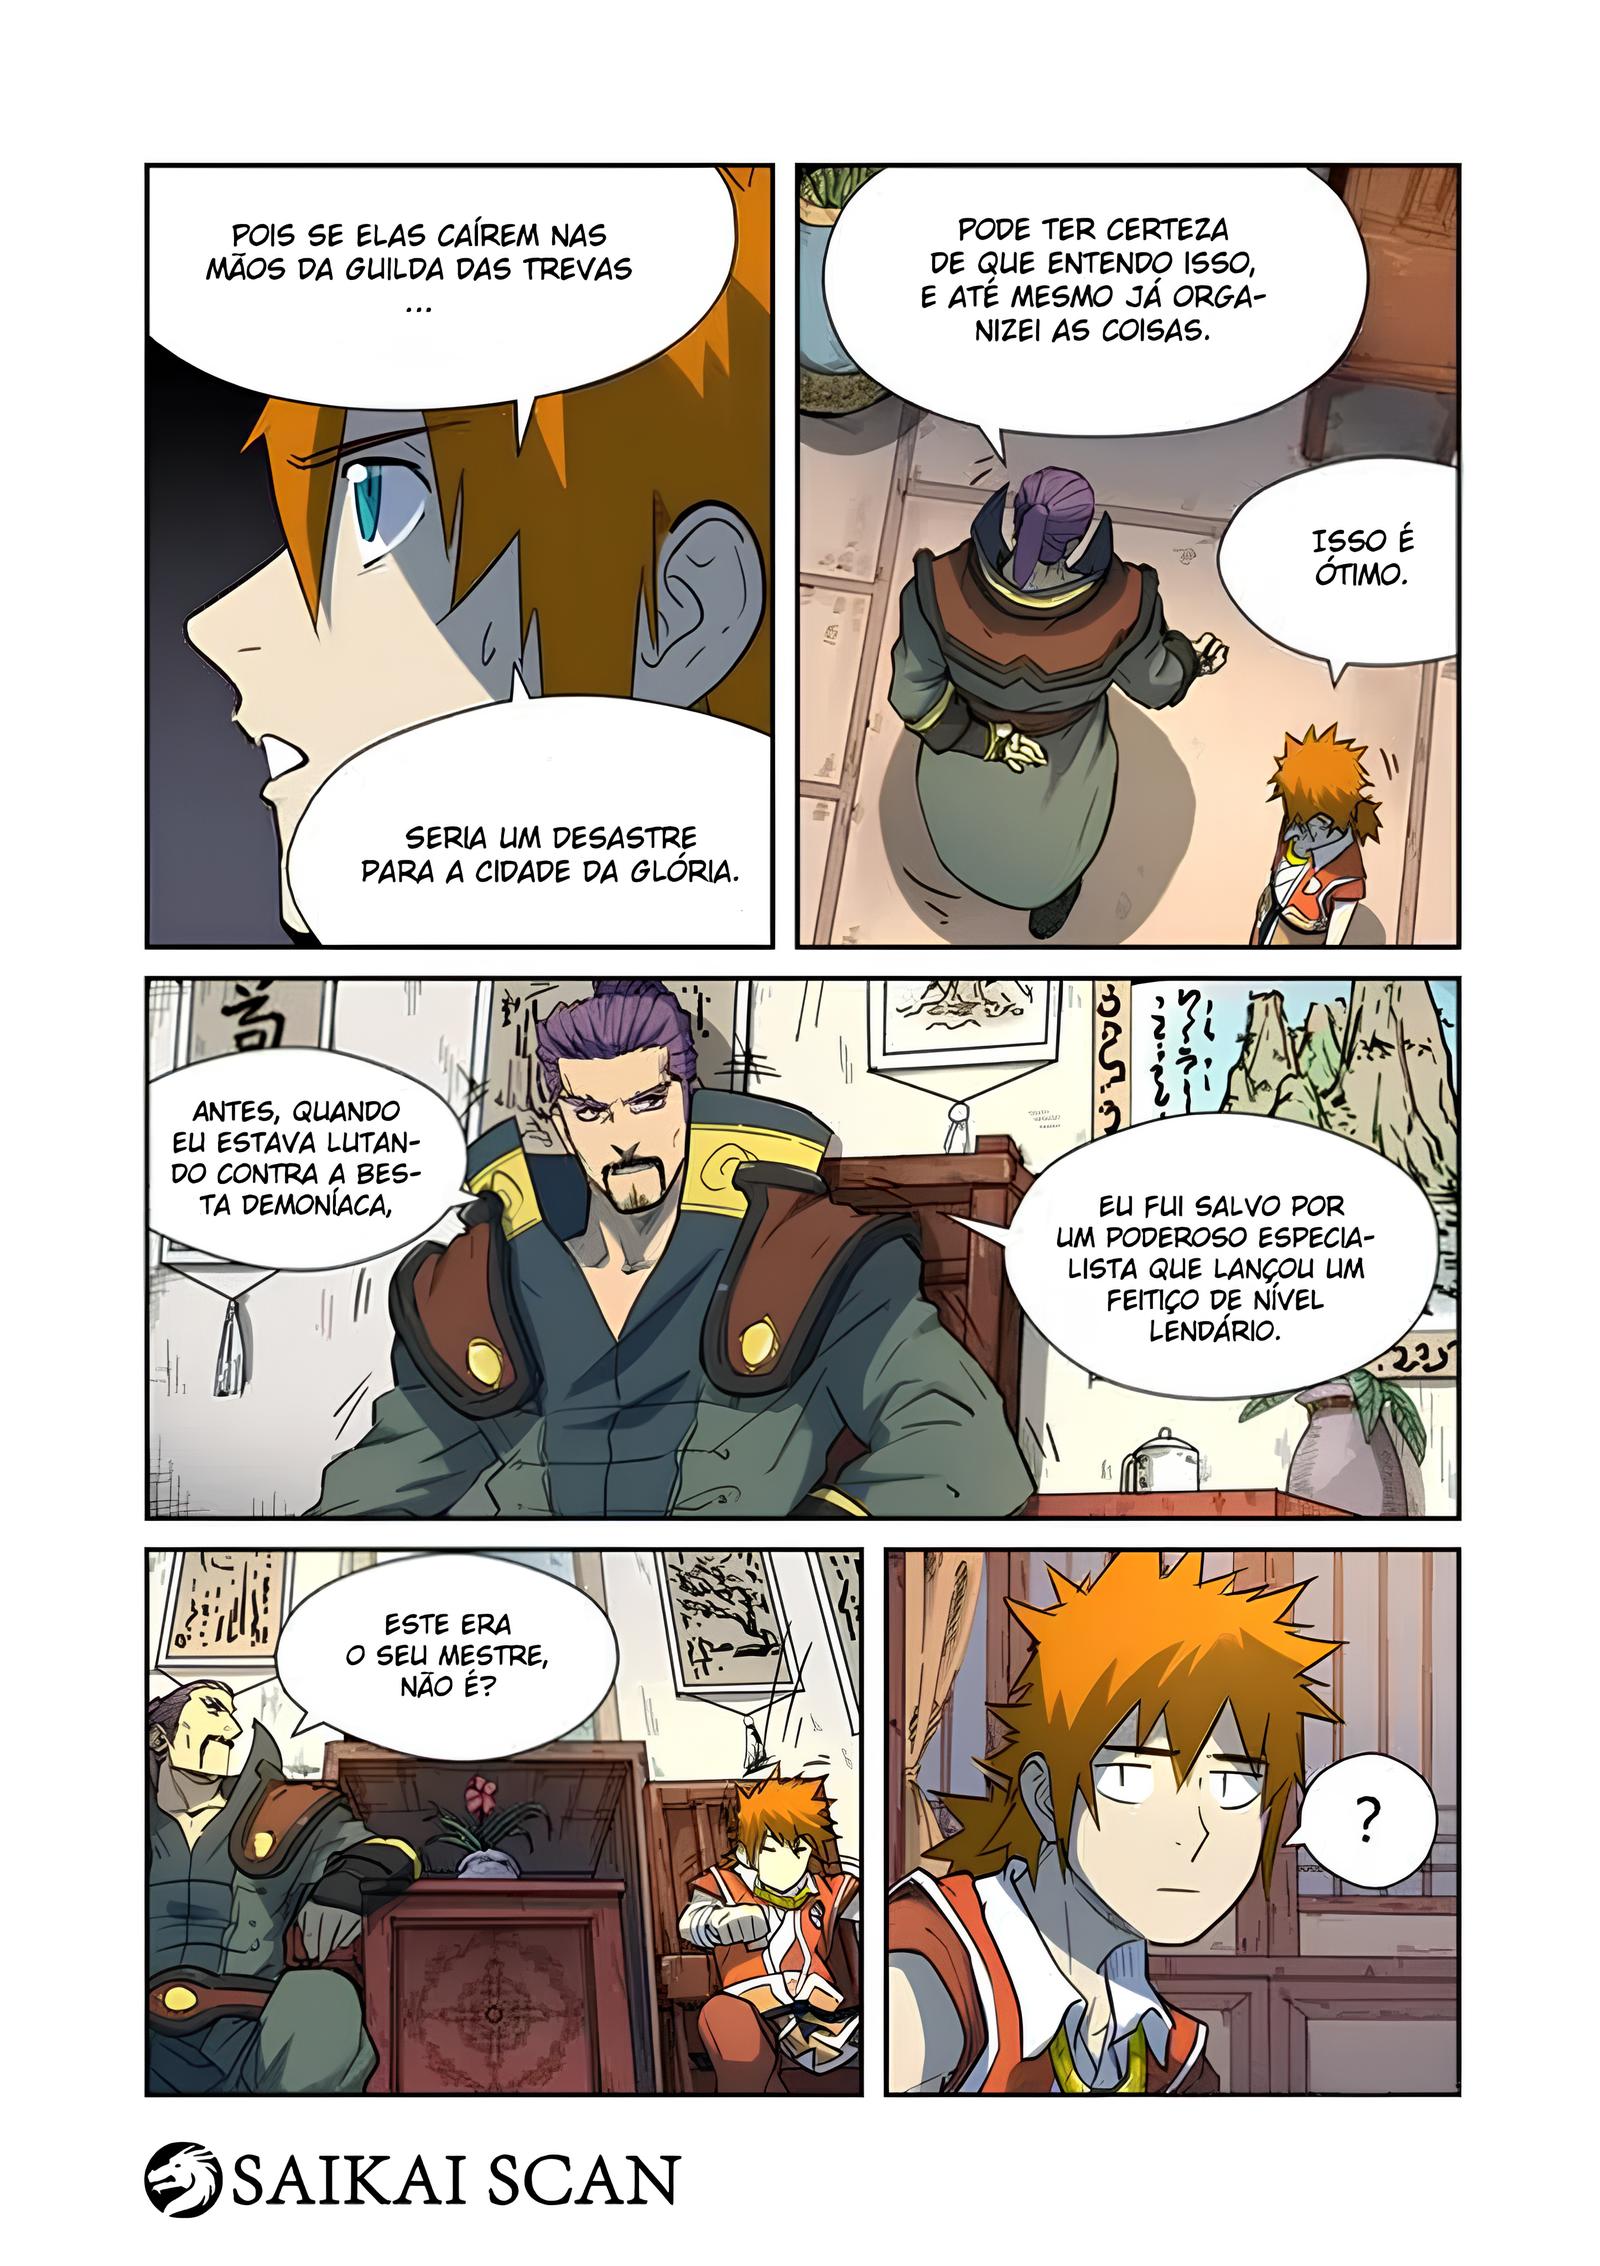 POIS SE ELAS CAÍREM NAS
MÃOS DA GUILDA DAS TREVAS
...
SERIA UM DESASTRE
PARA A CIDADE DA GLÓRIA.
PODE TER CERTEZA
DE QUE ENTENDO ISSO,
E ATÉ MESMO JÁ ORGA-
NIZEI AS COISAS.
ISSO É
ÓTIMO.
ANTES, QUANDO
EU ESTAVA LUTAN-
DO CONTRA A BES-
TA DEMONÍACA,
EU FUI SALVO POR
UM PODEROSO ESPECIA-
LISTA QUE LANÇOU UM
FEITIÇO DE NÍVEL
LENDÁRIO.
ESTE ERA
O SEU MESTRE,
NÃO É?
?
SAIKAI SCAN